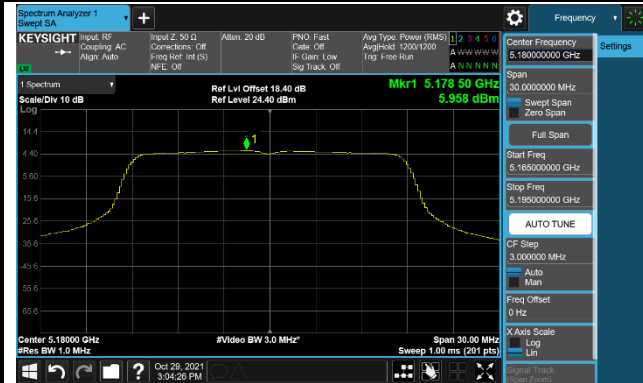 Spectrum Analyzer 1
Swept SA
+
Frequency
KEYSIGHT
Input: RF
Coupling: AC
Align: Auto
Input Z: 50 Ω
Corrections: Off
Freq Ref: Int (S)
NFE: Off
Atten: 20 dB
PNO: Fast
Gate: Off
IF Gain: Low
Sig Track: Off
Avg Type: Power (RMS)
Avg|Hold: 1200/1200
Trig: Free Run
1 2 3 4 5 6
A W W W W W
A N N N N N
LXI
1 Spectrum
Scale/Div 10 dB
Log
Ref Lvl Offset 18.40 dB
Ref Level 24.40 dBm
Mkr1 5.178 50 GHz
5.958 dBm
1
14.4
4.40
-5.60
-15.6
-25.6
-35.6
-45.6
-55.6
-65.6
Center 5.18000 GHz
#Res BW 1.0 MHz
#Video BW 3.0 MHz*
Span 30.00 MHz
Sweep 1.00 ms (201 pts)
Oct 29, 2021
3:04:26 PM
Center Frequency
5.180000000 GHz
Span
30.0000000 MHz
Swept Span
Zero Span
Full Span
Start Freq
5.165000000 GHz
Stop Freq
5.195000000 GHz
AUTO TUNE
CF Step
3.000000 MHz
Auto
Man
Freq Offset
0 Hz
X Axis Scale
Log
Lin
Signal Track
(Span Zoom)
Settings